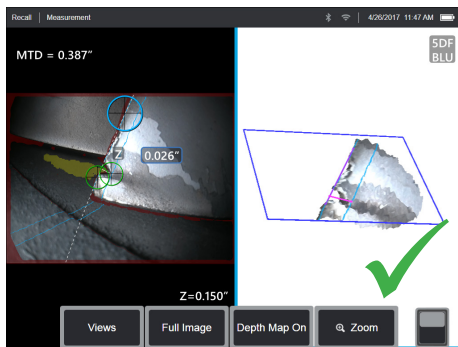 Recall | Measurement
4/26/2017 11:47 AM
MTD = 0.387"
5DF
BLU
Z
0.026"
Z=0.150"
Views
Full Image
Depth Map On
Zoom